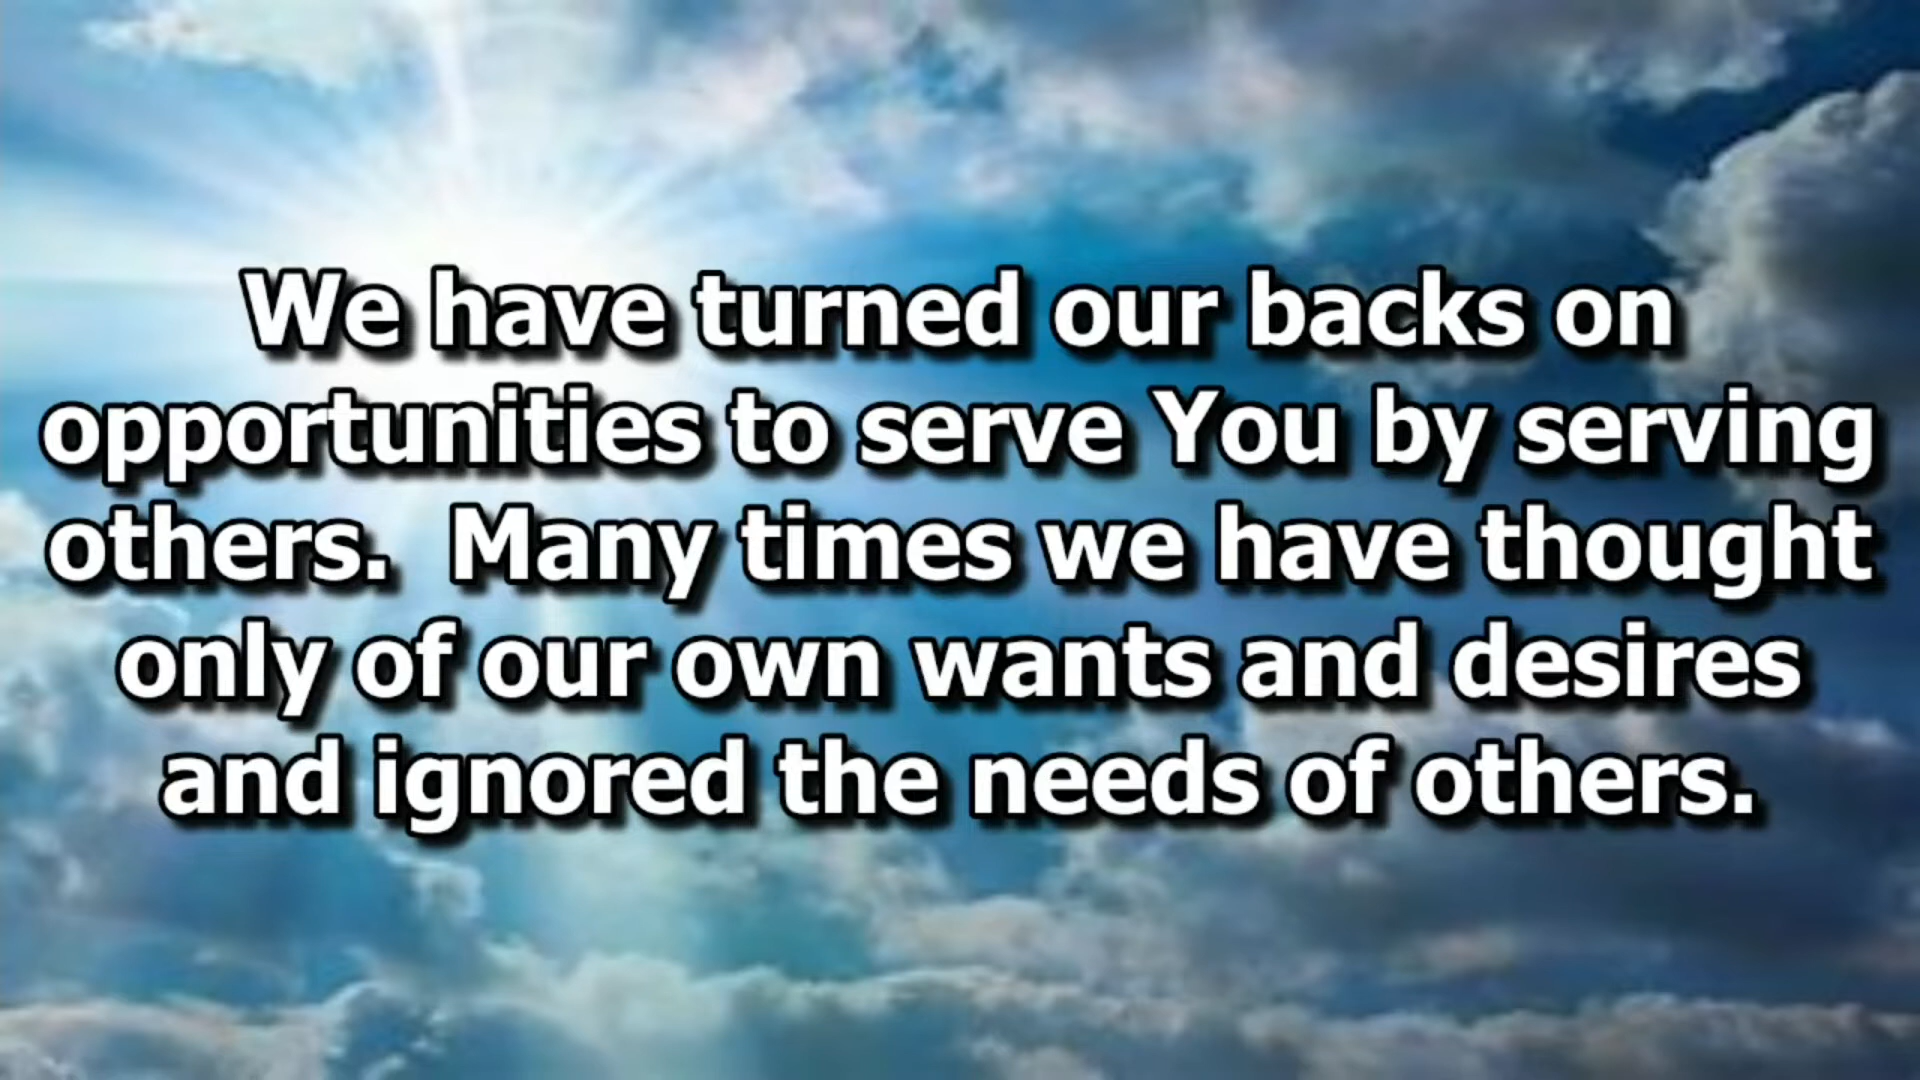 We have turned our backs on
opportunities to serve You by serving
others.  Many times we have thought
only of our own wants and desires
and ignored the needs of others.